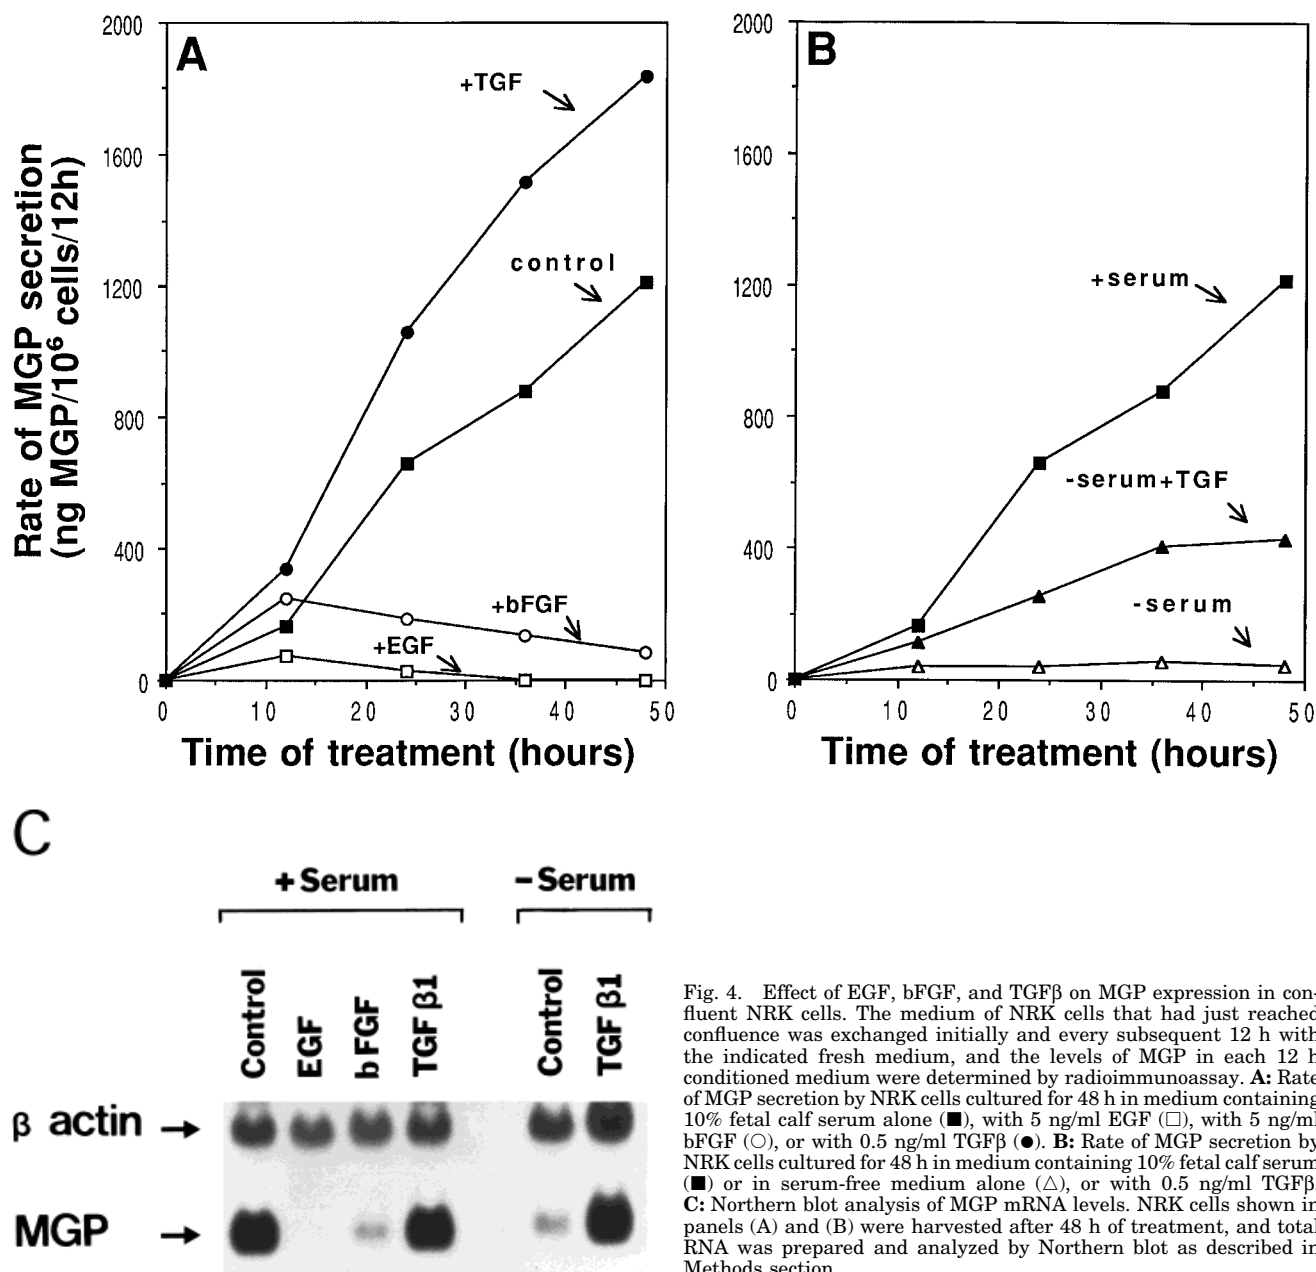 A
2000
1600
1200
800
400
0
0
10
20
30
40
50
+TGF
control
+bFGF
+EGF
Rate of MGP secretion
(ng MGP/10⁶ cells/12h)
Time of treatment (hours)
B
2000
1600
1200
800
400
0
0
10
20
30
40
50
+serum
-serum+TGF
-serum
Time of treatment (hours)
C
+ Serum
– Serum
Control
EGF
bFGF
TGF β1
Control
TGF β1
β actin
MGP
Fig. 4. Effect of EGF, bFGF, and TGFβ on MGP expression in con-
fluent NRK cells. The medium of NRK cells that had just reached
confluence was exchanged initially and every subsequent 12 h with
the indicated fresh medium, and the levels of MGP in each 12 h
conditioned medium were determined by radioimmunoassay. A: Rate
of MGP secretion by NRK cells cultured for 48 h in medium containing
10% fetal calf serum alone (■), with 5 ng/ml EGF (□), with 5 ng/ml
bFGF (○), or with 0.5 ng/ml TGFβ (●). B: Rate of MGP secretion by
NRK cells cultured for 48 h in medium containing 10% fetal calf serum
(■) or in serum-free medium alone (△), or with 0.5 ng/ml TGFβ
C: Northern blot analysis of MGP mRNA levels. NRK cells shown in
panels (A) and (B) were harvested after 48 h of treatment, and total
RNA was prepared and analyzed by Northern blot as described in
Methods section